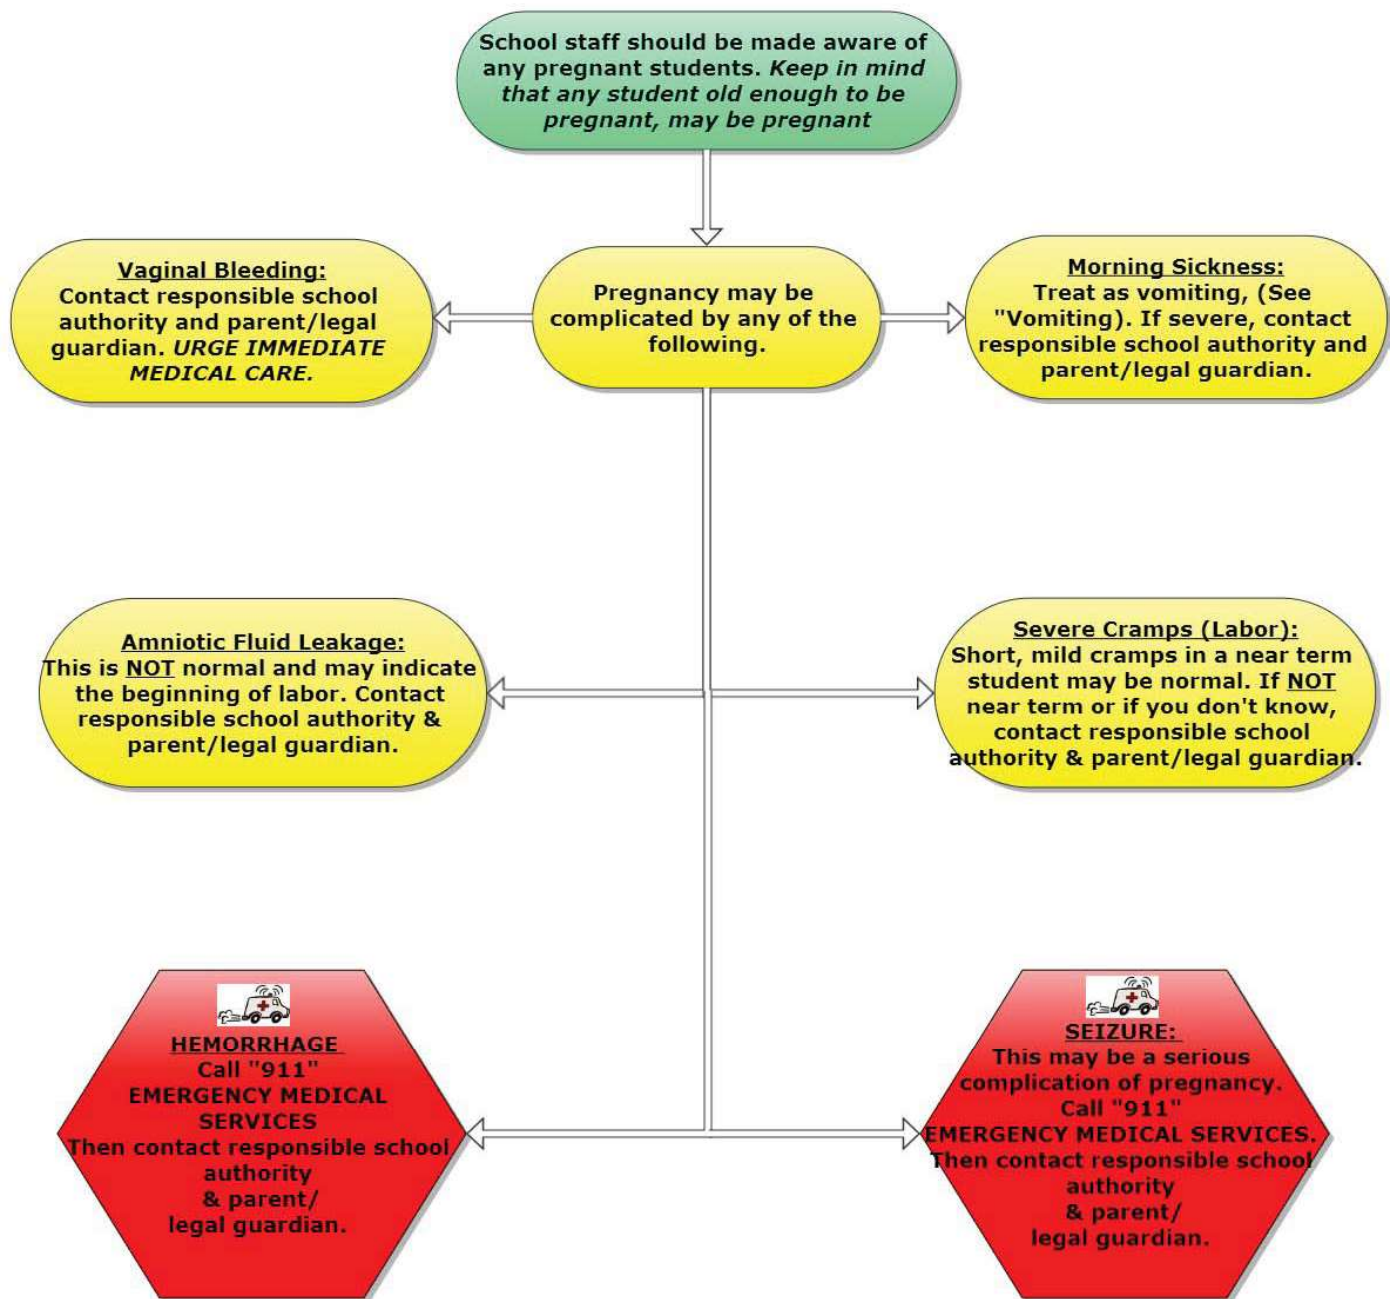 School staff should be made aware of
any pregnant students. Keep in mind
that any student old enough to be
pregnant, may be pregnant
Vaginal Bleeding:
Contact responsible school
authority and parent/legal
guardian. URGE IMMEDIATE
MEDICAL CARE.
Pregnancy may be
complicated by any of the
following.
Morning Sickness:
Treat as vomiting, (See
"Vomiting). If severe, contact
responsible school authority and
parent/legal guardian.
Amniotic Fluid Leakage:
This is NOT normal and may indicate
the beginning of labor. Contact
responsible school authority &
parent/legal guardian.
Severe Cramps (Labor):
Short, mild cramps in a near term
student may be normal. If NOT
near term or if you don't know,
contact responsible school
authority & parent/legal guardian.
HEMORRHAGE
Call "911"
EMERGENCY MEDICAL
SERVICES
Then contact responsible school
authority
& parent/
legal guardian.
SEIZURE:
This may be a serious
complication of pregnancy.
Call "911"
EMERGENCY MEDICAL SERVICES.
Then contact responsible school
authority
& parent/
legal guardian.